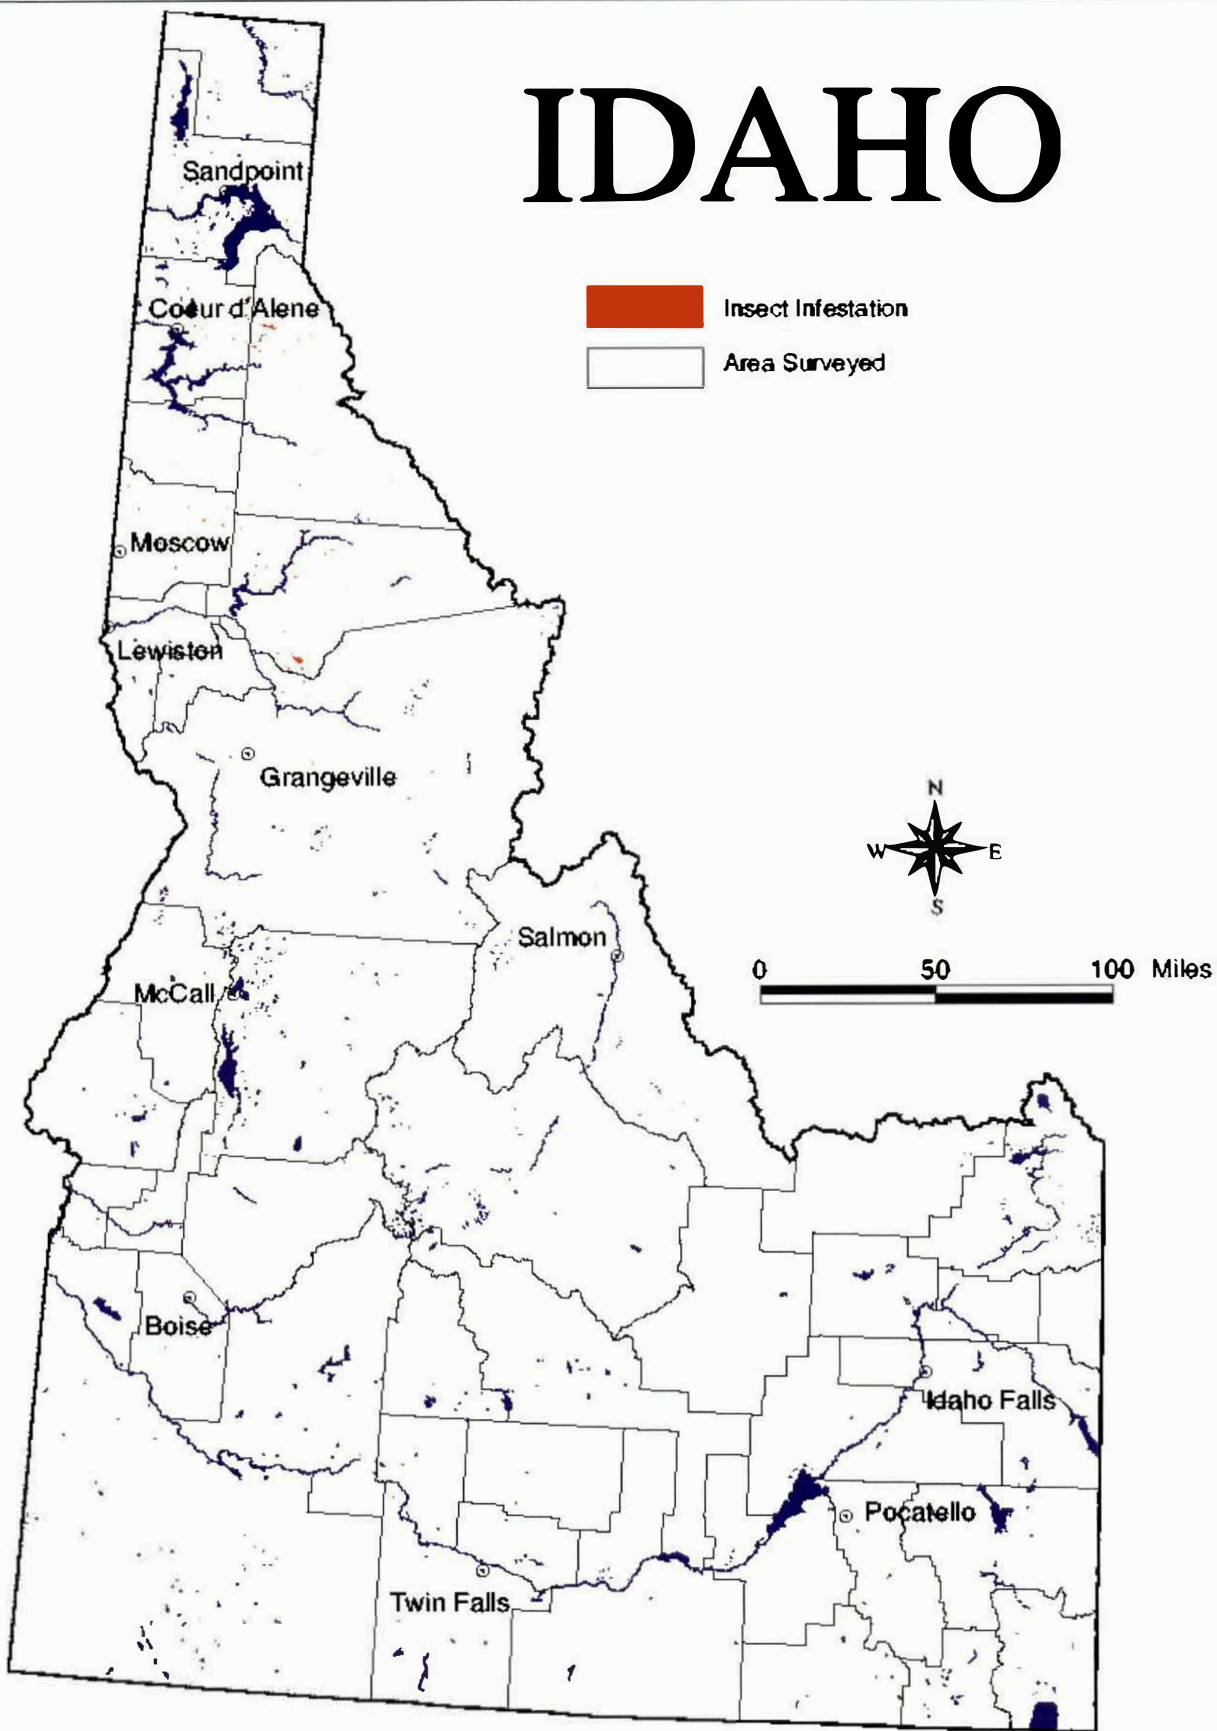 IDAHO
Sandpoint
Insect Infestation
Coeur d'Alene
Area Surveyed
Moscow
Lewiston
Grangeville
N
W
E
S
Salmon
0 50 100 Miles
McCall
Boise
Idaho Falls
Pocatello
Twin Falls